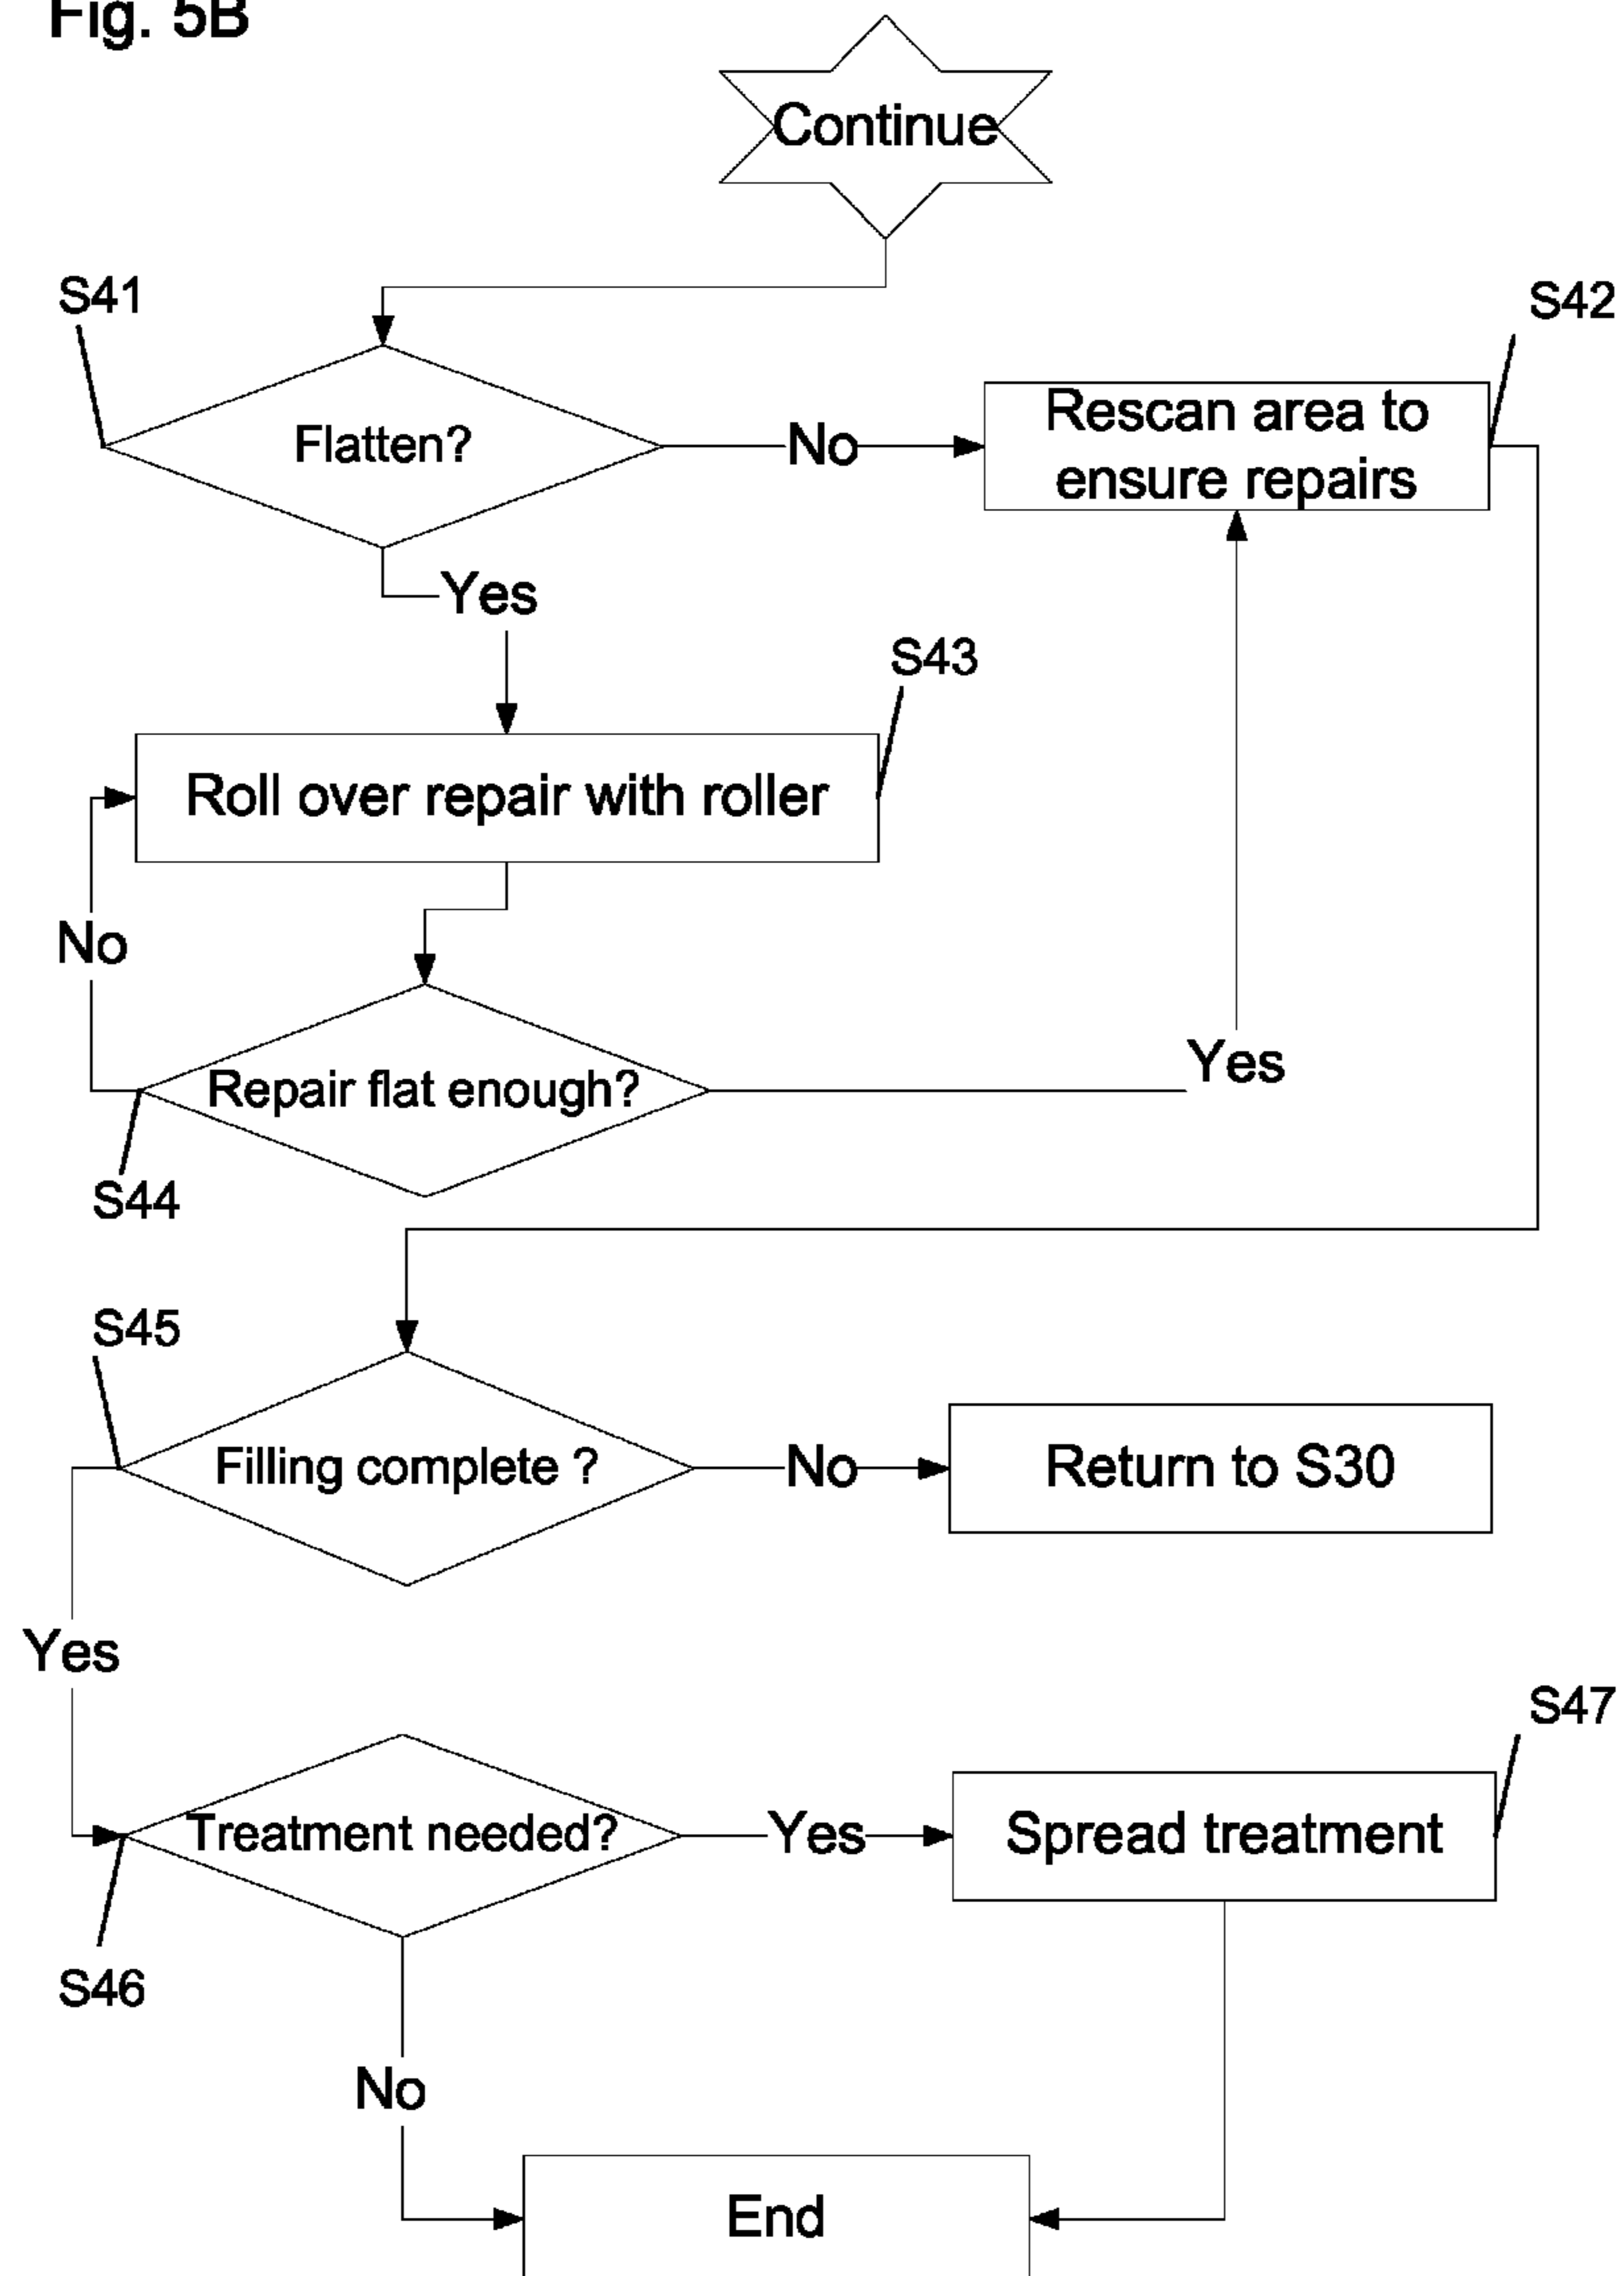 Fig. 5B
Continue
S41
S42
Flatten?
No
Rescan area to
ensure repairs
Yes
S43
Roll over repair with roller
No
Repair flat enough?
Yes
S44
S45
Filling complete ?
No
Return to S30
Yes
S47
Treatment needed?
Yes
Spread treatment
S46
No
End